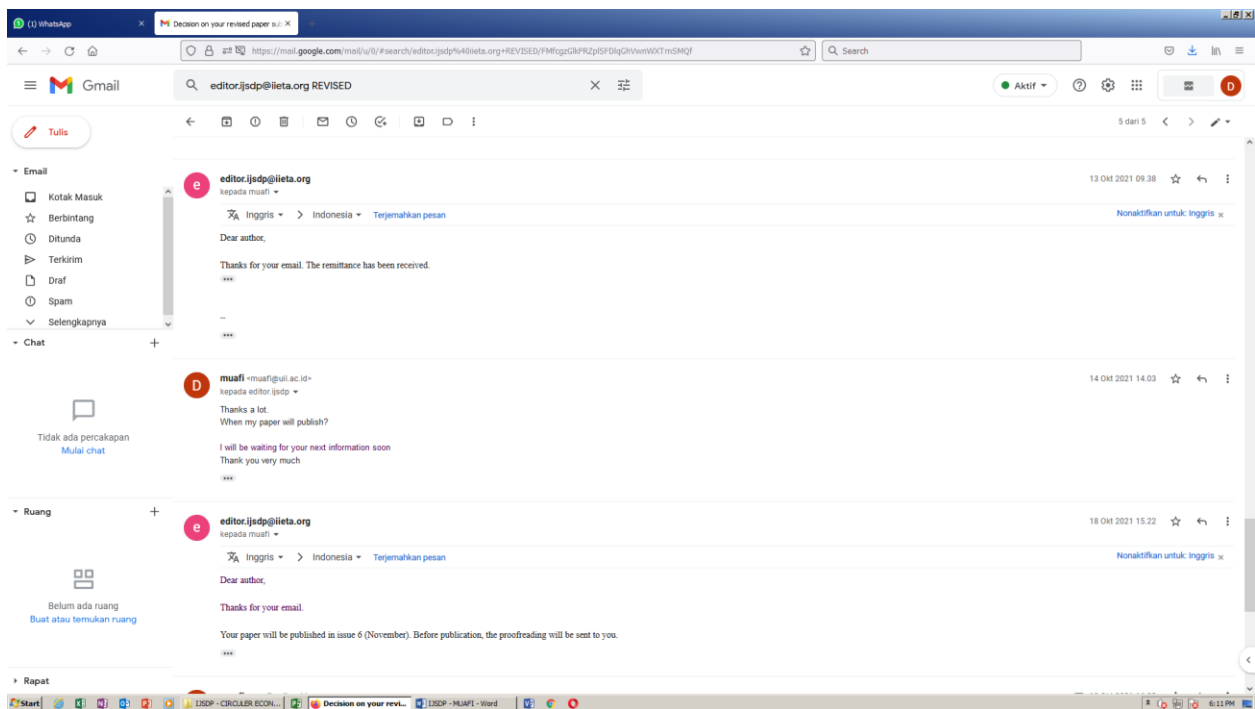 (1) WhatsApp
Decision on your revised paper sub
https://mail.google.com/mail/u/0/#search/editor.ijsdp%40iieta.org+REVISED/FMfcgzGlkPRZplSFDlqGhVwnWXTmSMQf
Search
Gmail
editor.ijsdp@iieta.org REVISED
Aktif
D
Tulis
5 dari 5
Email
Kotak Masuk
Berbintang
Ditunda
Terkirim
Draf
Spam
Selengkapnya
Chat
Tidak ada percakapan
Mulai chat
Ruang
Belum ada ruang
Buat atau temukan ruang
Rapat
e
editor.ijsdp@iieta.org
13 Okt 2021 09.38
kepada muafi
Inggris > Indonesia Terjemahkan pesan
Nonaktifkan untuk: Inggris x
Dear author,
Thanks for your email. The remittance has been received.
--
D
muafi <muafi@uii.ac.id>
14 Okt 2021 14.03
kepada editor.ijsdp
Thanks a lot.
When my paper will publish?
I will be waiting for your next information soon
Thank you very much
e
editor.ijsdp@iieta.org
18 Okt 2021 15.22
kepada muafi
Inggris > Indonesia Terjemahkan pesan
Nonaktifkan untuk: Inggris x
Dear author,
Thanks for your email.
Your paper will be published in issue 6 (November). Before publication, the proofreading will be sent to you.
Start
IJSDP - CIRCULER ECON...
Decision on your revi...
IJSDP - MUAFI - Word
6:11 PM